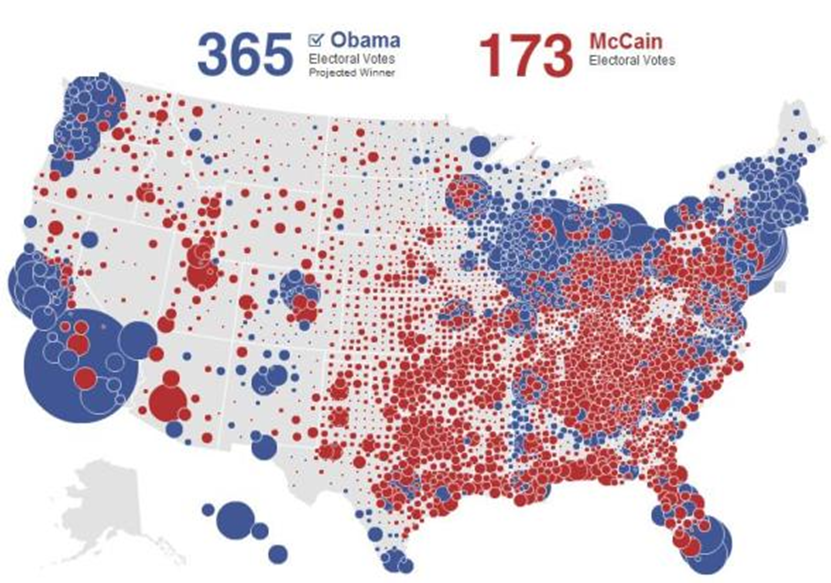 365
☑ Obama
Electoral Votes
Projected Winner
173
McCain
Electoral Votes